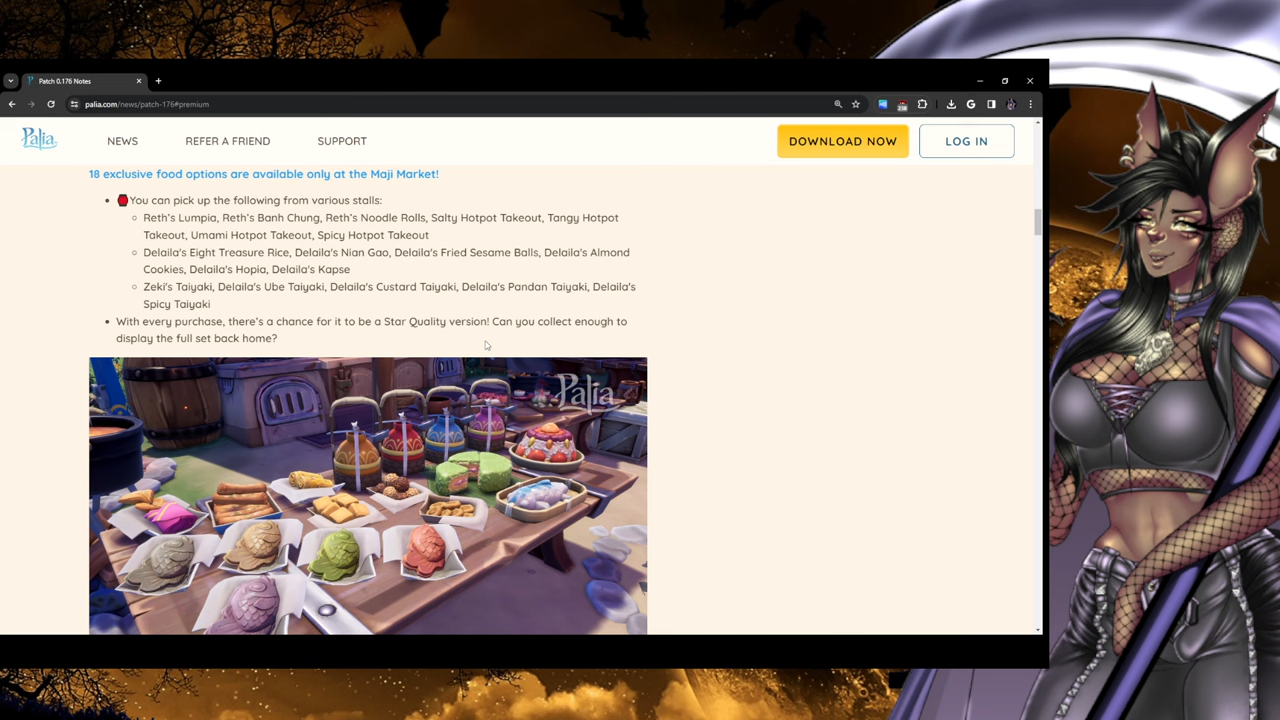 Patch 0.176 Notes
palia.com/news/patch-176#premium
238
Palia
NEWS
REFER A FRIEND
SUPPORT
DOWNLOAD NOW
LOG IN
18 exclusive food options are available only at the Maji Market!
You can pick up the following from various stalls:
Reth's Lumpia, Reth's Banh Chung, Reth's Noodle Rolls, Salty Hotpot Takeout, Tangy Hotpot
Takeout, Umami Hotpot Takeout, Spicy Hotpot Takeout
Delaila's Eight Treasure Rice, Delaila's Nian Gao, Delaila's Fried Sesame Balls, Delaila's Almond
Cookies, Delaila's Hopia, Delaila's Kapse
Zeki's Taiyaki, Delaila's Ube Taiyaki, Delaila's Custard Taiyaki, Delaila's Pandan Taiyaki, Delaila's
Spicy Taiyaki
With every purchase, there's a chance for it to be a Star Quality version! Can you collect enough to
display the full set back home?
Palia